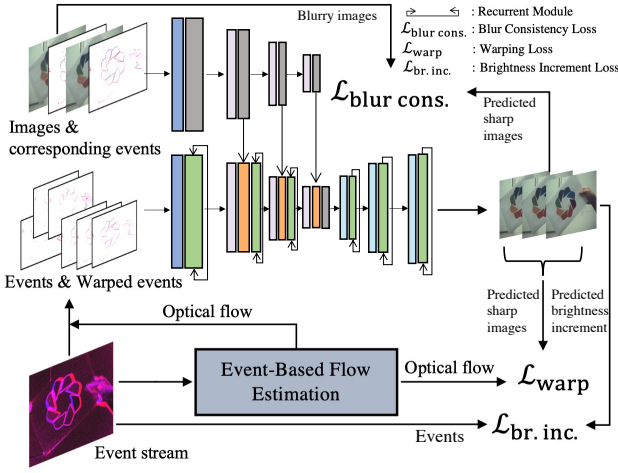 Blurry images
: Recurrent Module
ℒblur cons. : Blur Consistency Loss
ℒwarp : Warping Loss
ℒbr. inc. : Brightness Increment Loss
ℒblur cons.
Images &
corresponding events
Predicted
sharp
images
Events & Warped events
Optical flow
Predicted
sharp
images
Predicted
brightness
increment
Event-Based Flow
Estimation
Optical flow
ℒwarp
Event stream
Events
ℒbr. inc.